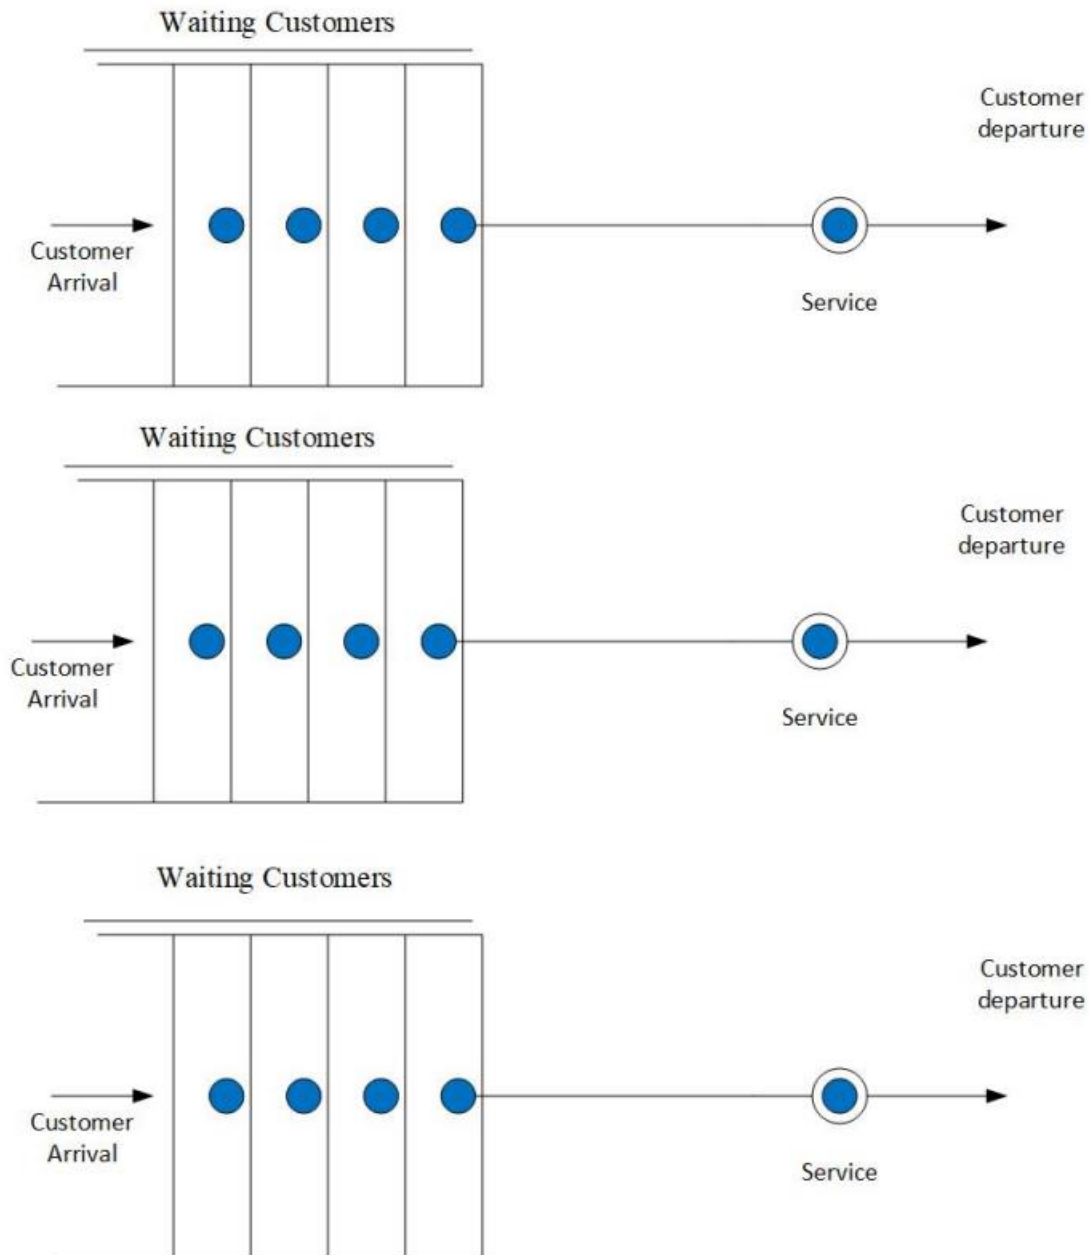 Waiting Customers
Customer
departure
Customer
Arrival
Service
Waiting Customers
Customer
departure
Customer
Arrival
Service
Waiting Customers
Customer
departure
Customer
Arrival
Service